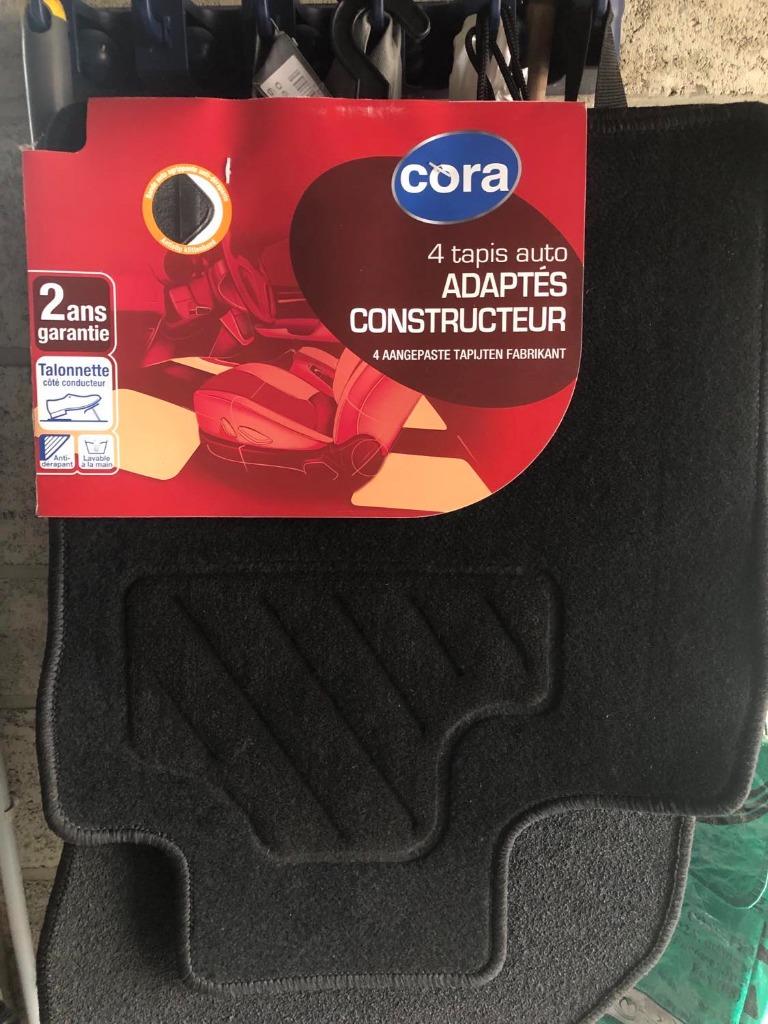 cora
4 tapis auto
ADAPTÉS
CONSTRUCTEUR
4 AANGEPASTE TAPIJTEN FABRIKANT
2 ans
garantie
Talonnette
côté conducteur
Anti-
dérapant
Lavable
à la main